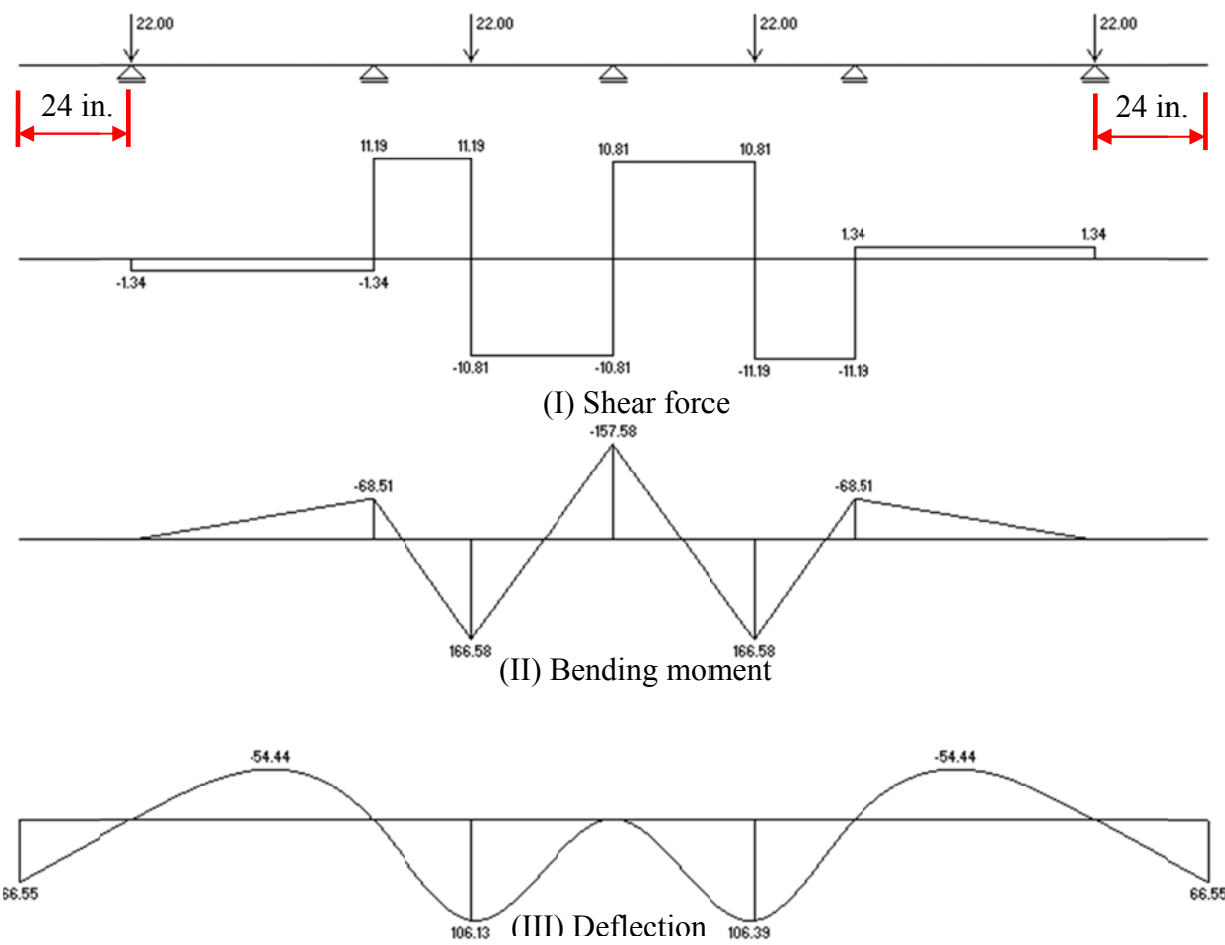 22.00 22.00 22.00 22.00
24 in. 24 in.
11.19 11.19 10.81 10.81
1.34 1.34
-1.34 -1.34
-10.81 -10.81 -11.19 -11.19
(I) Shear force
-157.58
-68.51 -68.51
166.58 166.58
(II) Bending moment
-54.44 -54.44
66.55 66.55
106.13 106.39
(III) Deflection